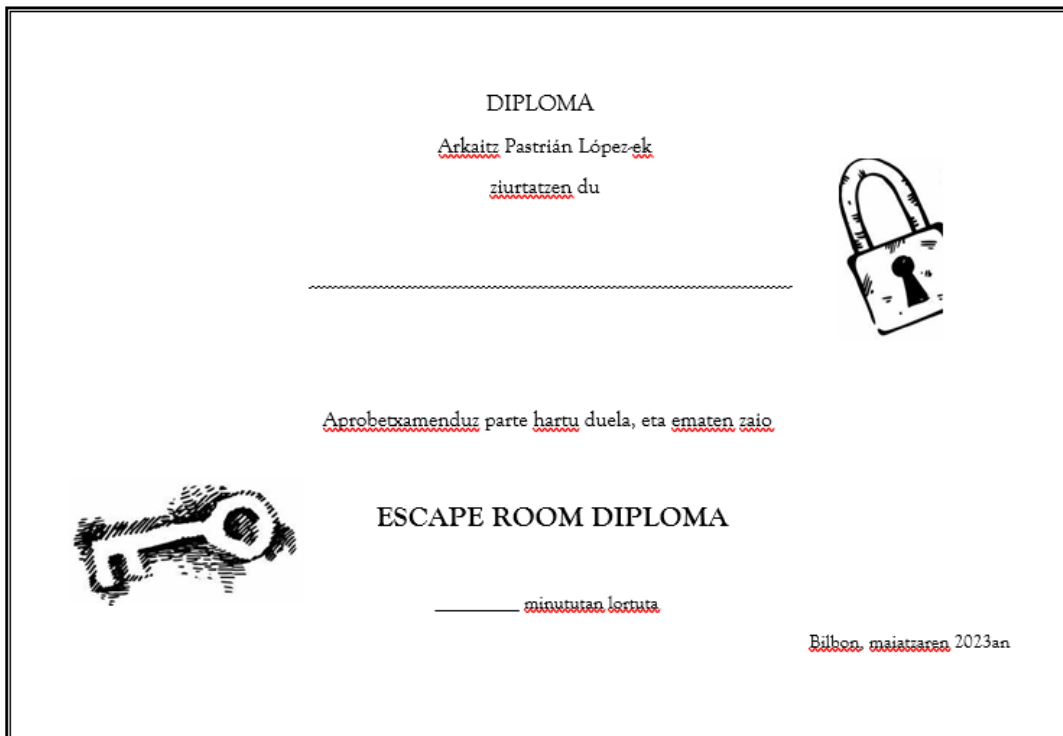 DIPLOMA
Arkaitz Pastrián López-ek
ziurtatzen du
Aprobetxamenduz parte hartu duela, eta ematen zaio
ESCAPE ROOM DIPLOMA
________ minututan lortuta
Bilbon, maiatzaren 2023an